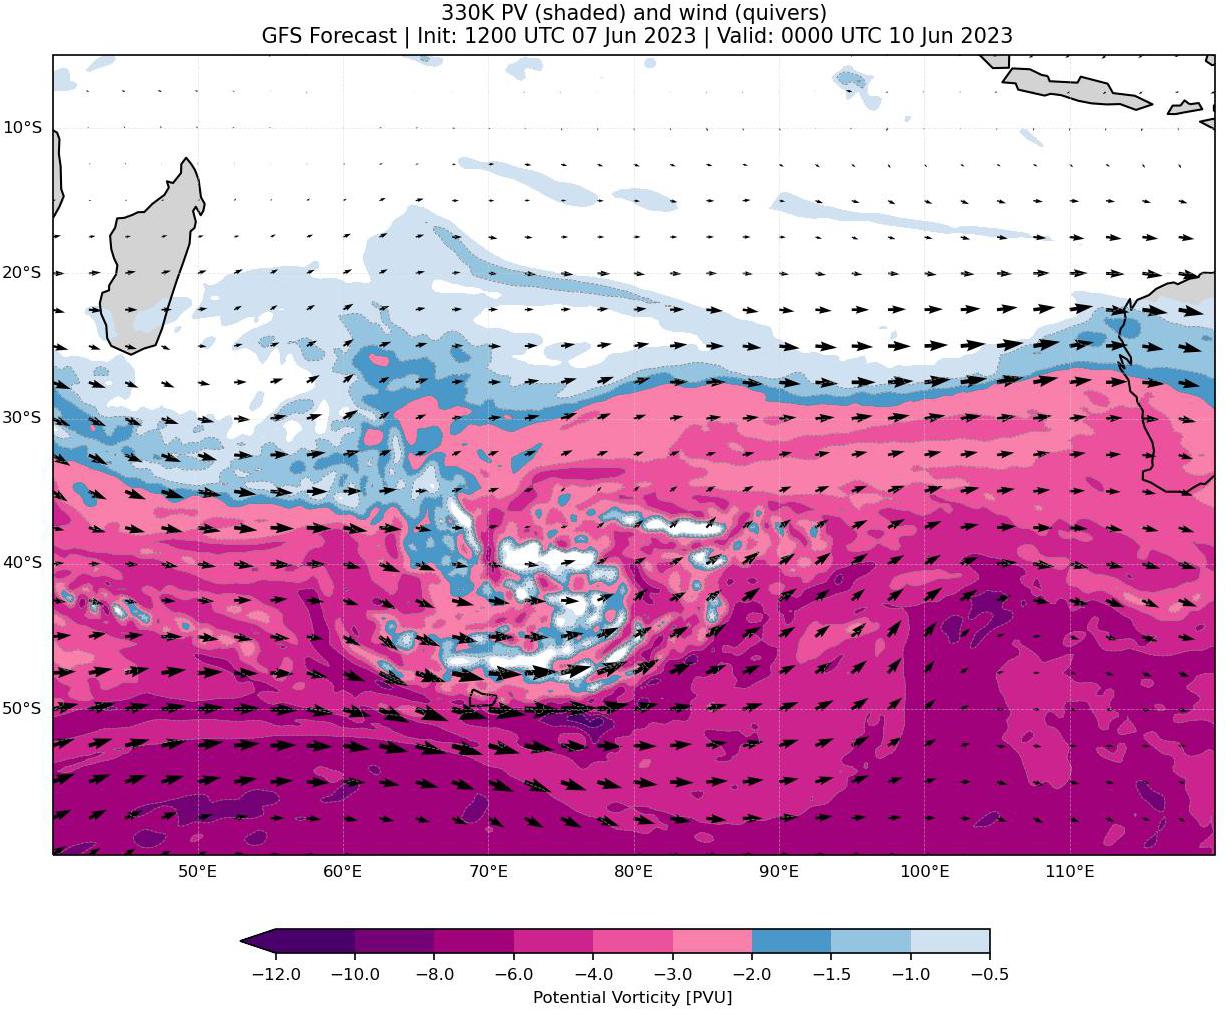 330K PV (shaded) and wind (quivers)
GFS Forecast | Init: 1200 UTC 07 Jun 2023 | Valid: 0000 UTC 10 Jun 2023
10°S
20°S
30°S
40°S
50°S
50°E 60°E 70°E 80°E 90°E 100°E 110°E
−12.0 −10.0 −8.0 −6.0 −4.0 −3.0 −2.0 −1.5 −1.0 −0.5
Potential Vorticity [PVU]